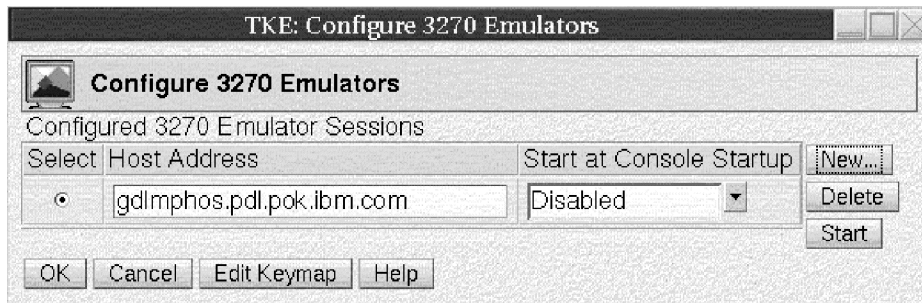 TKE: Configure 3270 Emulators
Configure 3270 Emulators
Configured 3270 Emulator Sessions
Select Host Address Start at Console Startup New...
gdlmphos.pdl.pok.ibm.com Disabled Delete
Start
OK Cancel Edit Keymap Help